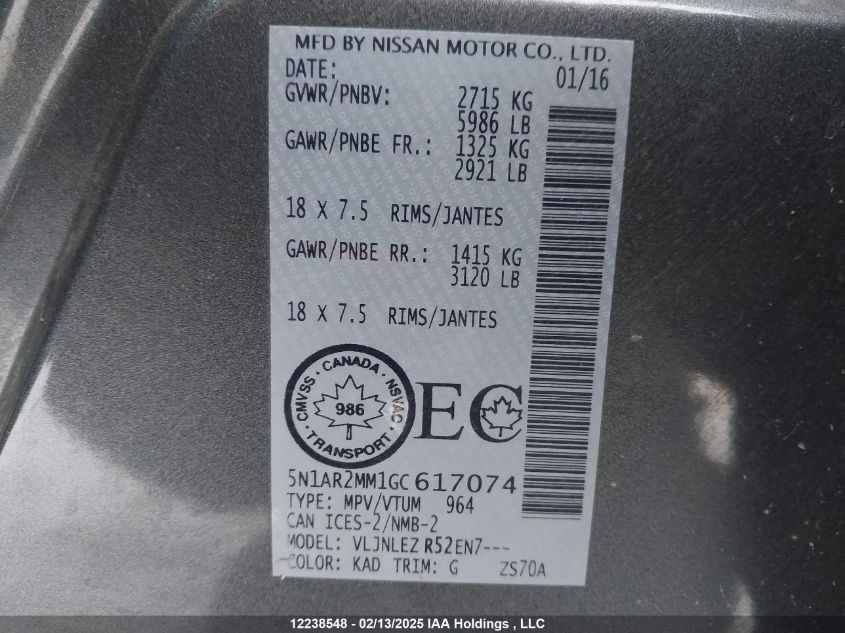 MFD BY NISSAN MOTOR CO., LTD.
DATE: 01/16
GVWR/PNBV: 2715 KG
5986 LB
GAWR/PNBE FR.: 1325 KG
2921 LB
18 X 7.5 RIMS/JANTES
GAWR/PNBE RR.: 1415 KG
3120 LB
18 X 7.5 RIMS/JANTES
CMVSS · CANADA · NSVAC · TRANSPORT ·
986
EC
5N1AR2MM1GC617074
TYPE: MPV/VTUM 964
CAN ICES-2/NMB-2
MODEL: VLJNLEZ R52EN7---
COLOR: KAD TRIM: G ZS70A
12238548 - 02/13/2025 IAA Holdings , LLC